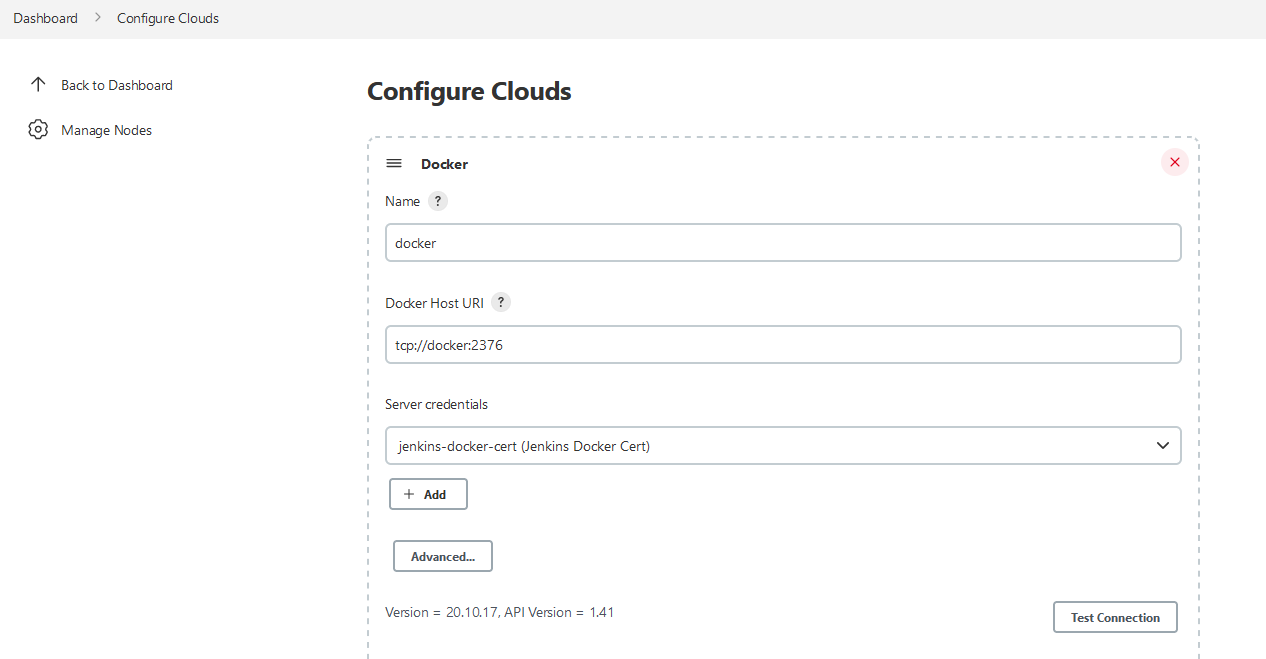 Dashboard > Configure Clouds
Back to Dashboard
Manage Nodes
Configure Clouds
Docker
Name ?
docker
Docker Host URI ?
tcp://docker:2376
Server credentials
jenkins-docker-cert (Jenkins Docker Cert)
+ Add
Advanced...
Version = 20.10.17, API Version = 1.41
Test Connection